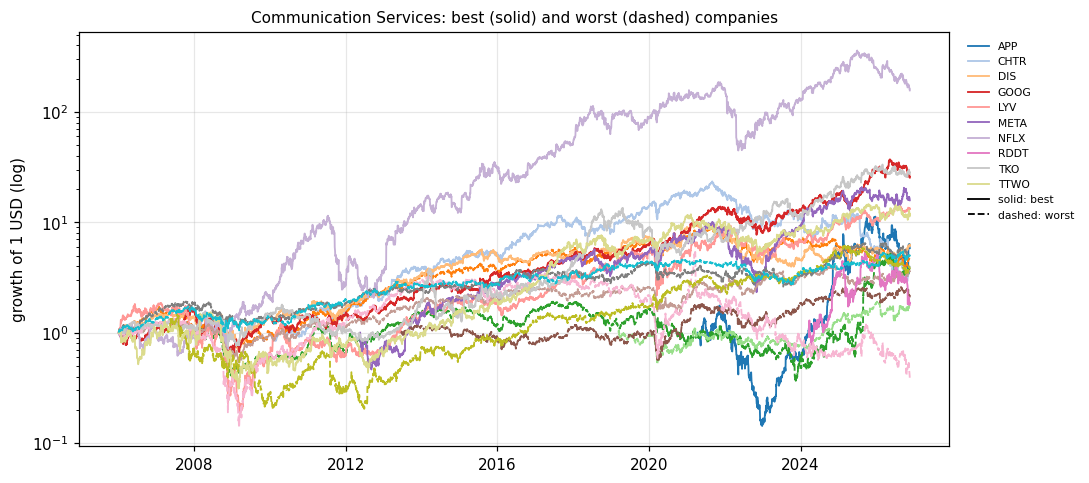 Communication Services: best (solid) and worst (dashed) companies
growth of 1 USD (log)
10²
10¹
10⁰
10⁻¹
2008
2012
2016
2020
2024
APP
CHTR
DIS
GOOG
LYV
META
NFLX
RDDT
TKO
TTWO
solid: best
dashed: worst